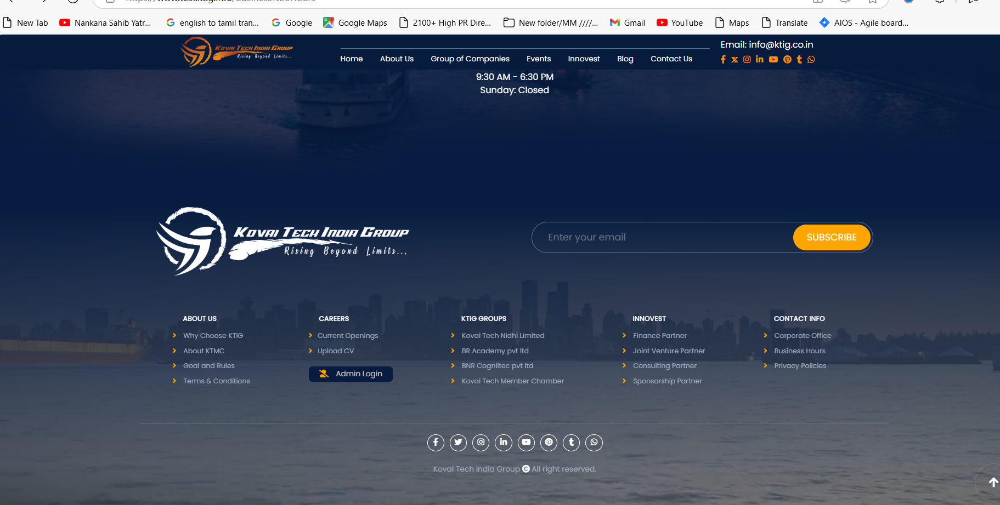 New Tab
Nankana Sahib Yatr...
english to tamil tran...
Google
Google Maps
2100+ High PR Dire...
New folder/MM ////...
Gmail
YouTube
Maps
Translate
AIOS - Agile board...
Kovai Tech India Group
Rising Beyond Limits...
Email: info@ktig.co.in
Home
About Us
Group of Companies
Events
Innovest
Blog
Contact Us
9:30 AM - 6:30 PM
Sunday: Closed
Kovai Tech India Group
Rising Beyond Limits...
Enter your email
SUBSCRIBE
ABOUT US
Why Choose KTIG
About KTMC
Goal and Rules
Terms & Conditions
CAREERS
Current Openings
Upload CV
Admin Login
KTIG GROUPS
Kovai Tech Nidhi Limited
BR Academy pvt ltd
BNR Cogniitec pvt ltd
Kovai Tech Member Chamber
INNOVEST
Finance Partner
Joint Venture Partner
Consulting Partner
Sponsorship Partner
CONTACT INFO
Corporate Office
Business Hours
Privacy Policies
Kovai Tech India Group © All right reserved.